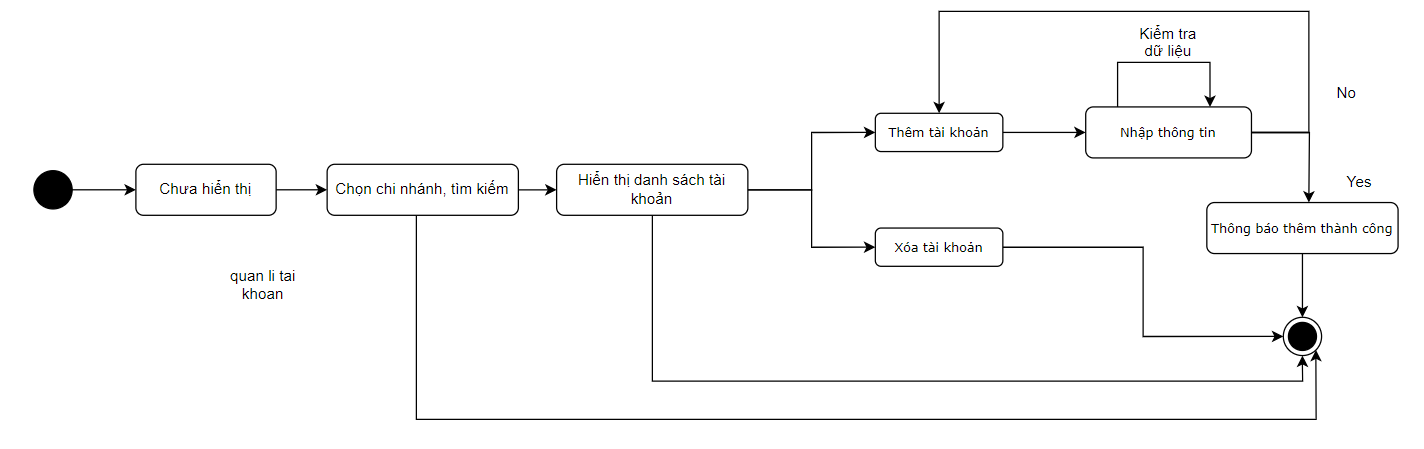 Kiểm tra
dữ liệu
No
Thêm tài khoản
Nhập thông tin
Chưa hiển thị
Chọn chi nhánh, tìm kiếm
Hiển thị danh sách tài
khoản
Yes
Thông báo thêm thành công
Xóa tài khoản
quan li tai
khoan